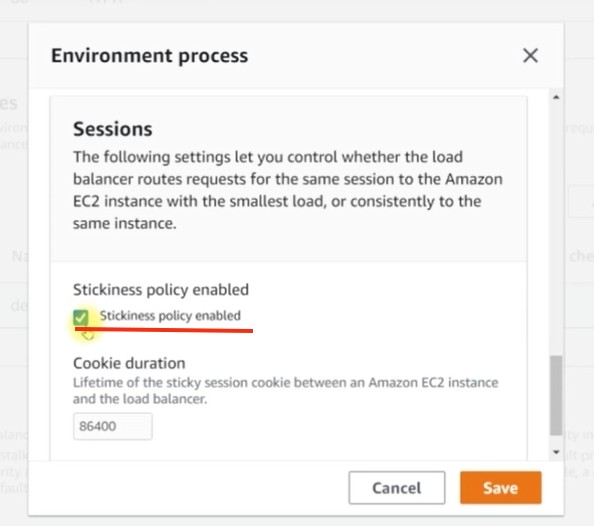 Environment process
Sessions
The following settings let you control whether the load
balancer routes requests for the same session to the Amazon
EC2 instance with the smallest load, or consistently to the
same instance.
Stickiness policy enabled
Stickiness policy enabled
Cookie duration
Lifetime of the sticky session cookie between an Amazon EC2 instance
and the load balancer.
86400
Cancel
Save